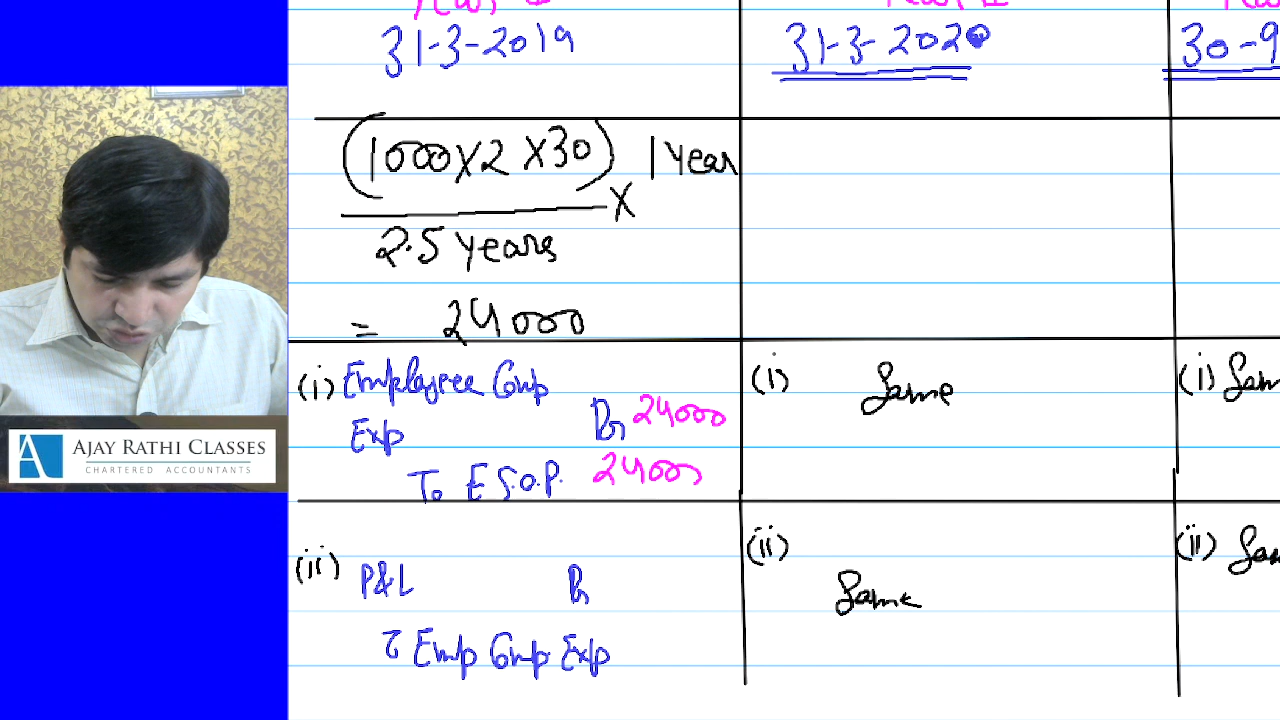 31-3-2019
31-3-2020
30-9
(1000 X 2 X 30) X 1 Year
2.5 years
= 24000
(i) Employee Comp
Exp Dr 24000
To E.S.O.P. 24000
(i) Same
(i) Sam
(ii) P&L Dr
To Emp Comp Exp
(ii) Same
(ii) Sam
AJAY RATHI CLASSES
CHARTERED ACCOUNTANTS